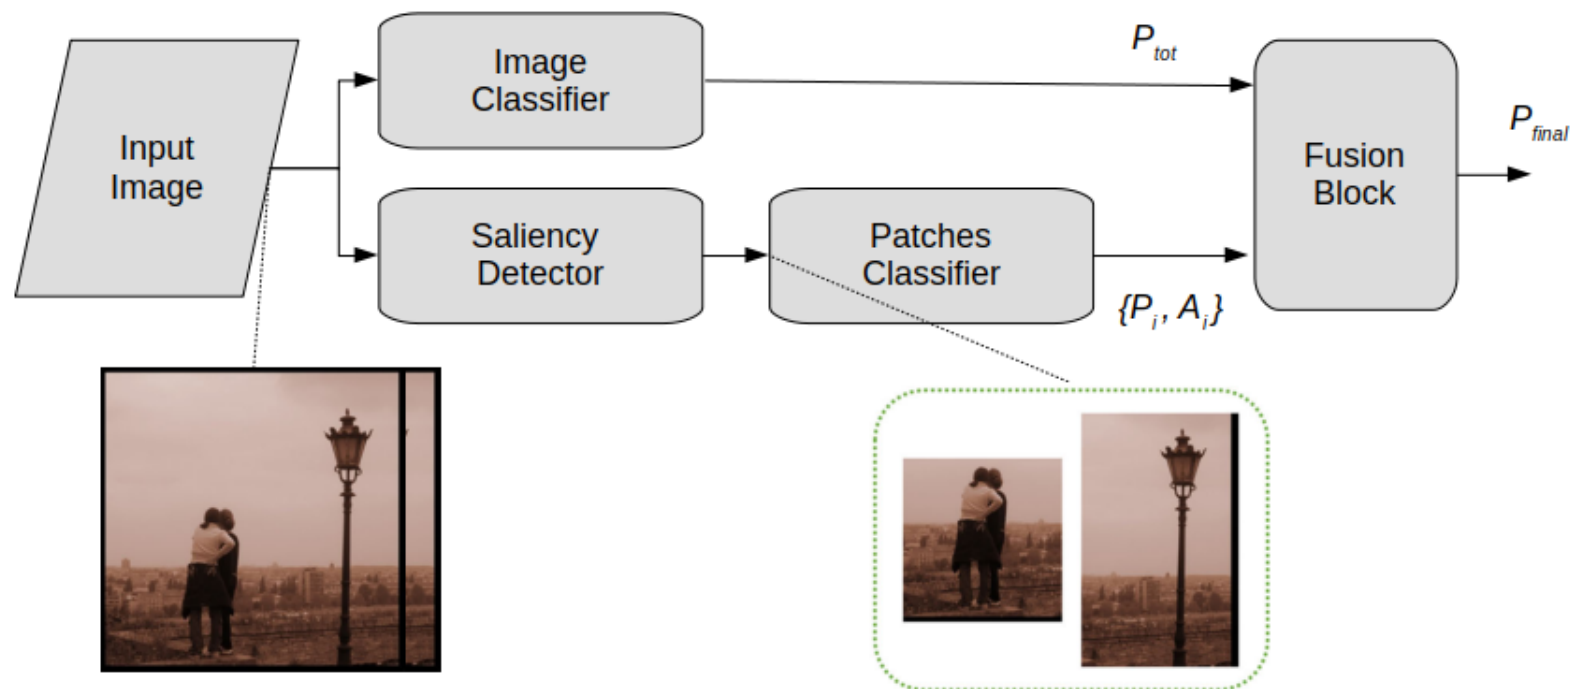 Input
Image
Image
Classifier
Saliency
Detector
Patches
Classifier
P_tot
{P_i, A_i}
Fusion
Block
P_final